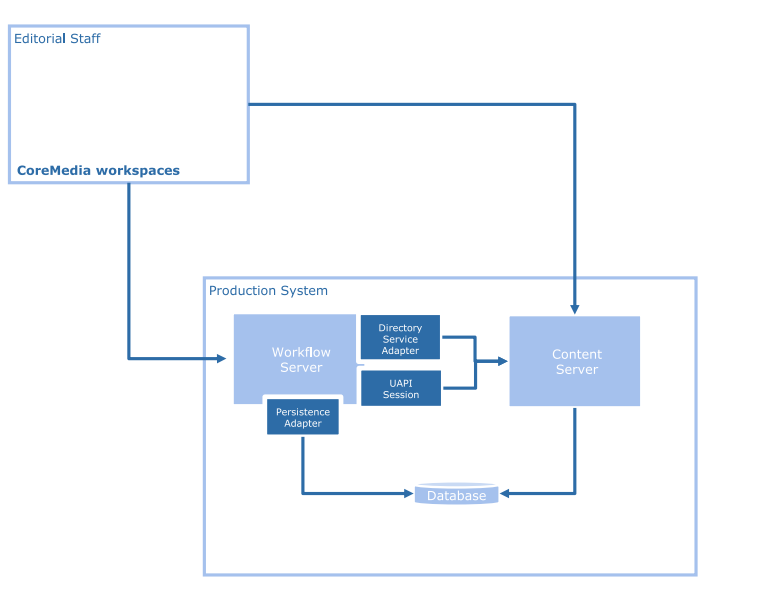 Editorial Staff
CoreMedia workspaces
Production System
Workflow
Server
Directory
Service
Adapter
UAPI
Session
Persistence
Adapter
Content
Server
Database